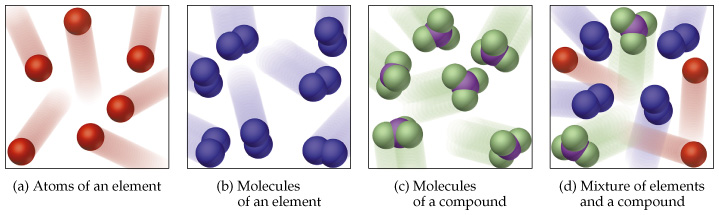 (a) Atoms of an element
(b) Molecules
of an element
(c) Molecules
of a compound
(d) Mixture of elements
and a compound